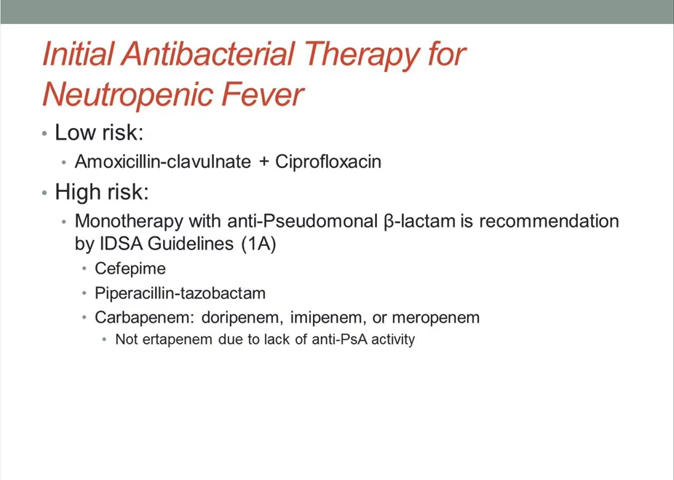 Initial Antibacterial Therapy for
Neutropenic Fever
• Low risk:
• Amoxicillin-clavulnate + Ciprofloxacin
• High risk:
• Monotherapy with anti-Pseudomonal β-lactam is recommendation
by IDSA Guidelines (1A)
• Cefepime
• Piperacillin-tazobactam
• Carbapenem: doripenem, imipenem, or meropenem
• Not ertapenem due to lack of anti-PsA activity